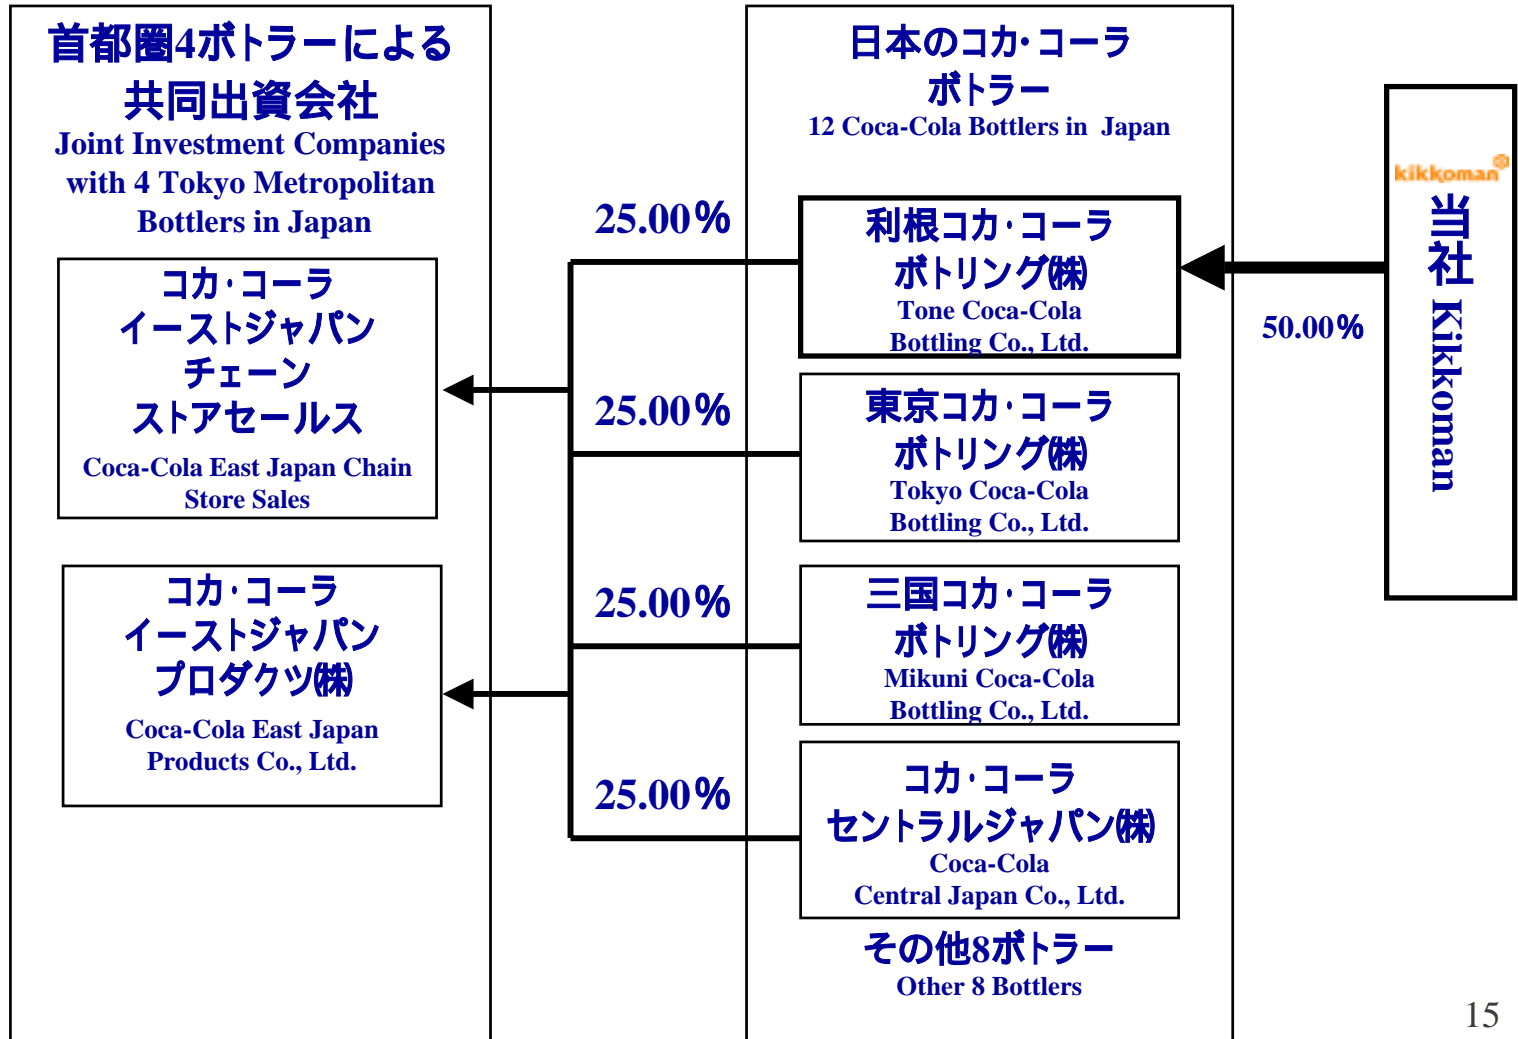 首都圏4ボトラーによる
共同出資会社
Joint Investment Companies
with 4 Tokyo Metropolitan
Bottlers in Japan
コカ・コーラ
イーストジャパン
チェーン
ストアセールス
Coca-Cola East Japan Chain
Store Sales
コカ・コーラ
イーストジャパン
プロダクツ㈱
Coca-Cola East Japan
Products Co., Ltd.
25.00%
25.00%
25.00%
25.00%
日本のコカ・コーラ
ボトラー
12 Coca-Cola Bottlers in Japan
利根コカ・コーラ
ボトリング㈱
Tone Coca-Cola
Bottling Co., Ltd.
東京コカ・コーラ
ボトリング㈱
Tokyo Coca-Cola
Bottling Co., Ltd.
三国コカ・コーラ
ボトリング㈱
Mikuni Coca-Cola
Bottling Co., Ltd.
コカ・コーラ
セントラルジャパン㈱
Coca-Cola
Central Japan Co., Ltd.
その他8ボトラー
Other 8 Bottlers
50.00%
kikkoman
当社 Kikkoman
15